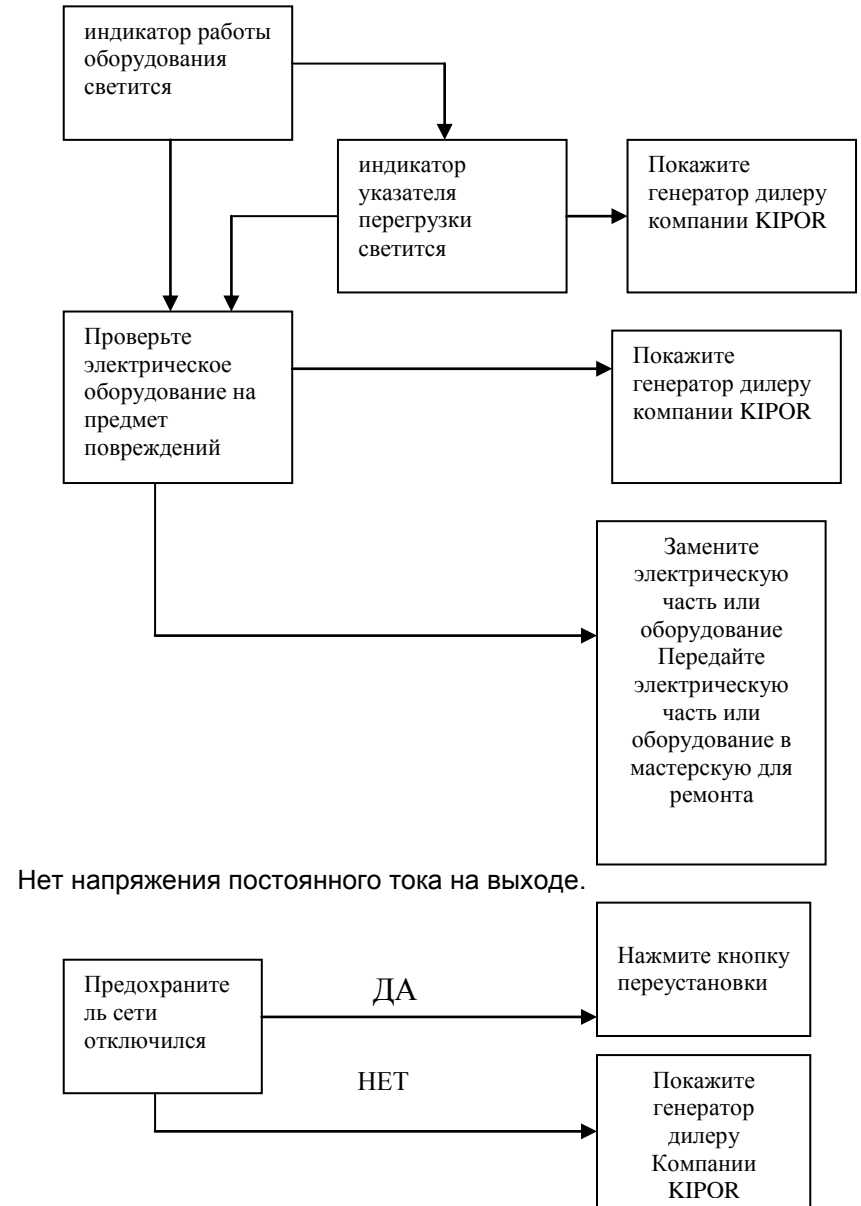 индикатор работы
оборудования
светится
индикатор
указателя
перегрузки
светится
Покажите
генератор дилеру
компании KIPOR
Проверьте
электрическое
оборудование на
предмет
повреждений
Покажите
генератор дилеру
компании KIPOR
Замените
электрическую
часть или
оборудование
Передайте
электрическую
часть или
оборудование в
мастерскую для
ремонта
Нет напряжения постоянного тока на выходе.
Предохраните
ль сети
отключился
ДА
Нажмите кнопку
переустановки
НЕТ
Покажите
генератор
дилеру
Компании
KIPOR